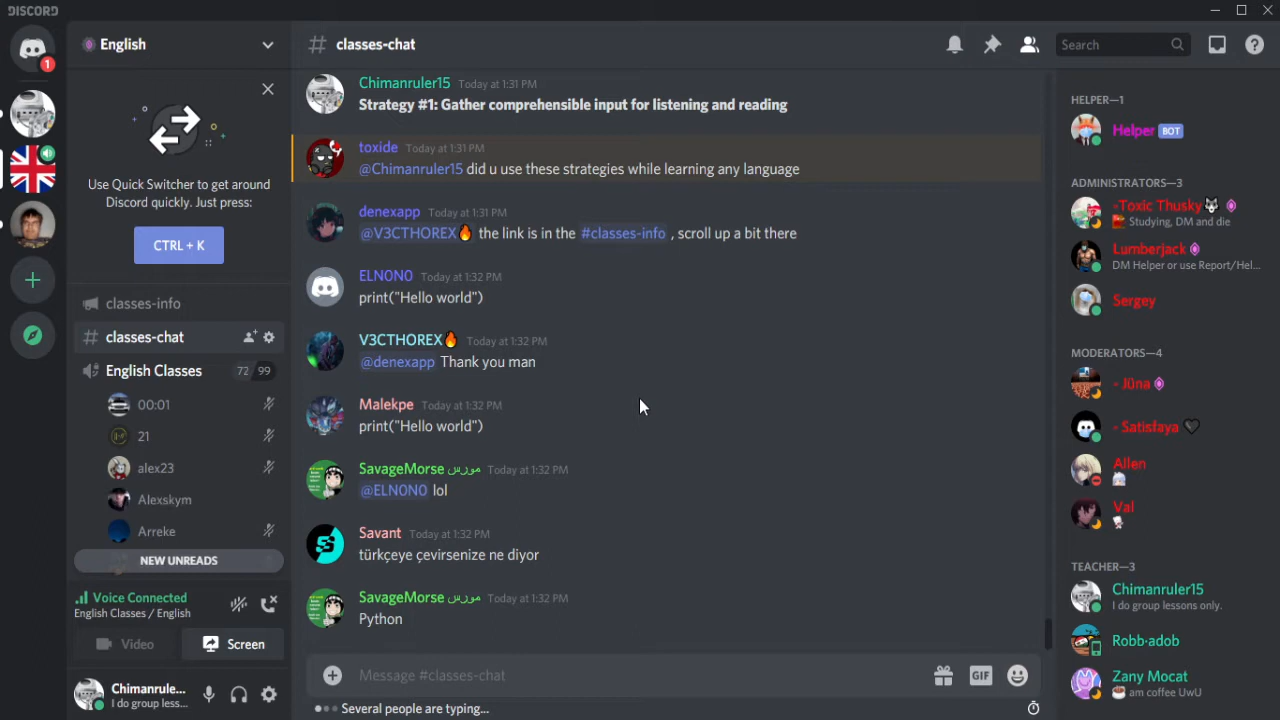 DISCORD
1
English
Use Quick Switcher to get around
Discord quickly. Just press:
CTRL + K
classes-info
# classes-chat
English Classes 72 99
00:01
21
alex23
Alexskym
Arreke
NEW UNREADS
Voice Connected
English Classes / English
Video
Screen
Chimanrule...
I do group less...
# classes-chat
Search
Chimanruler15 Today at 1:31 PM
Strategy #1: Gather comprehensible input for listening and reading
toxide Today at 1:31 PM
@Chimanruler15 did u use these strategies while learning any language
denexapp Today at 1:31 PM
@V3CTHOREX🔥 the link is in the #classes-info , scroll up a bit there
ELN0N0 Today at 1:32 PM
print("Hello world")
V3CTHOREX🔥 Today at 1:32 PM
@denexapp Thank you man
Malekpe Today at 1:32 PM
print("Hello world")
SavageMorse مورس Today at 1:32 PM
@ELN0N0 lol
Savant Today at 1:32 PM
türkçeye çevirsenize ne diyor
SavageMorse مورس Today at 1:32 PM
Python
Message #classes-chat
GIF
Several people are typing...
HELPER—1
Helper BOT
ADMINISTRATORS—3
Toxic Thusky
Studying, DM and die
Lumberjack
DM Helper or use Report/Hel...
Sergey
MODERATORS—4
Jüna
Satisfaya
Allen
Val
TEACHER—3
Chimanruler15
I do group lessons only.
Robb·adob
Zany Mocat
am coffee UwU